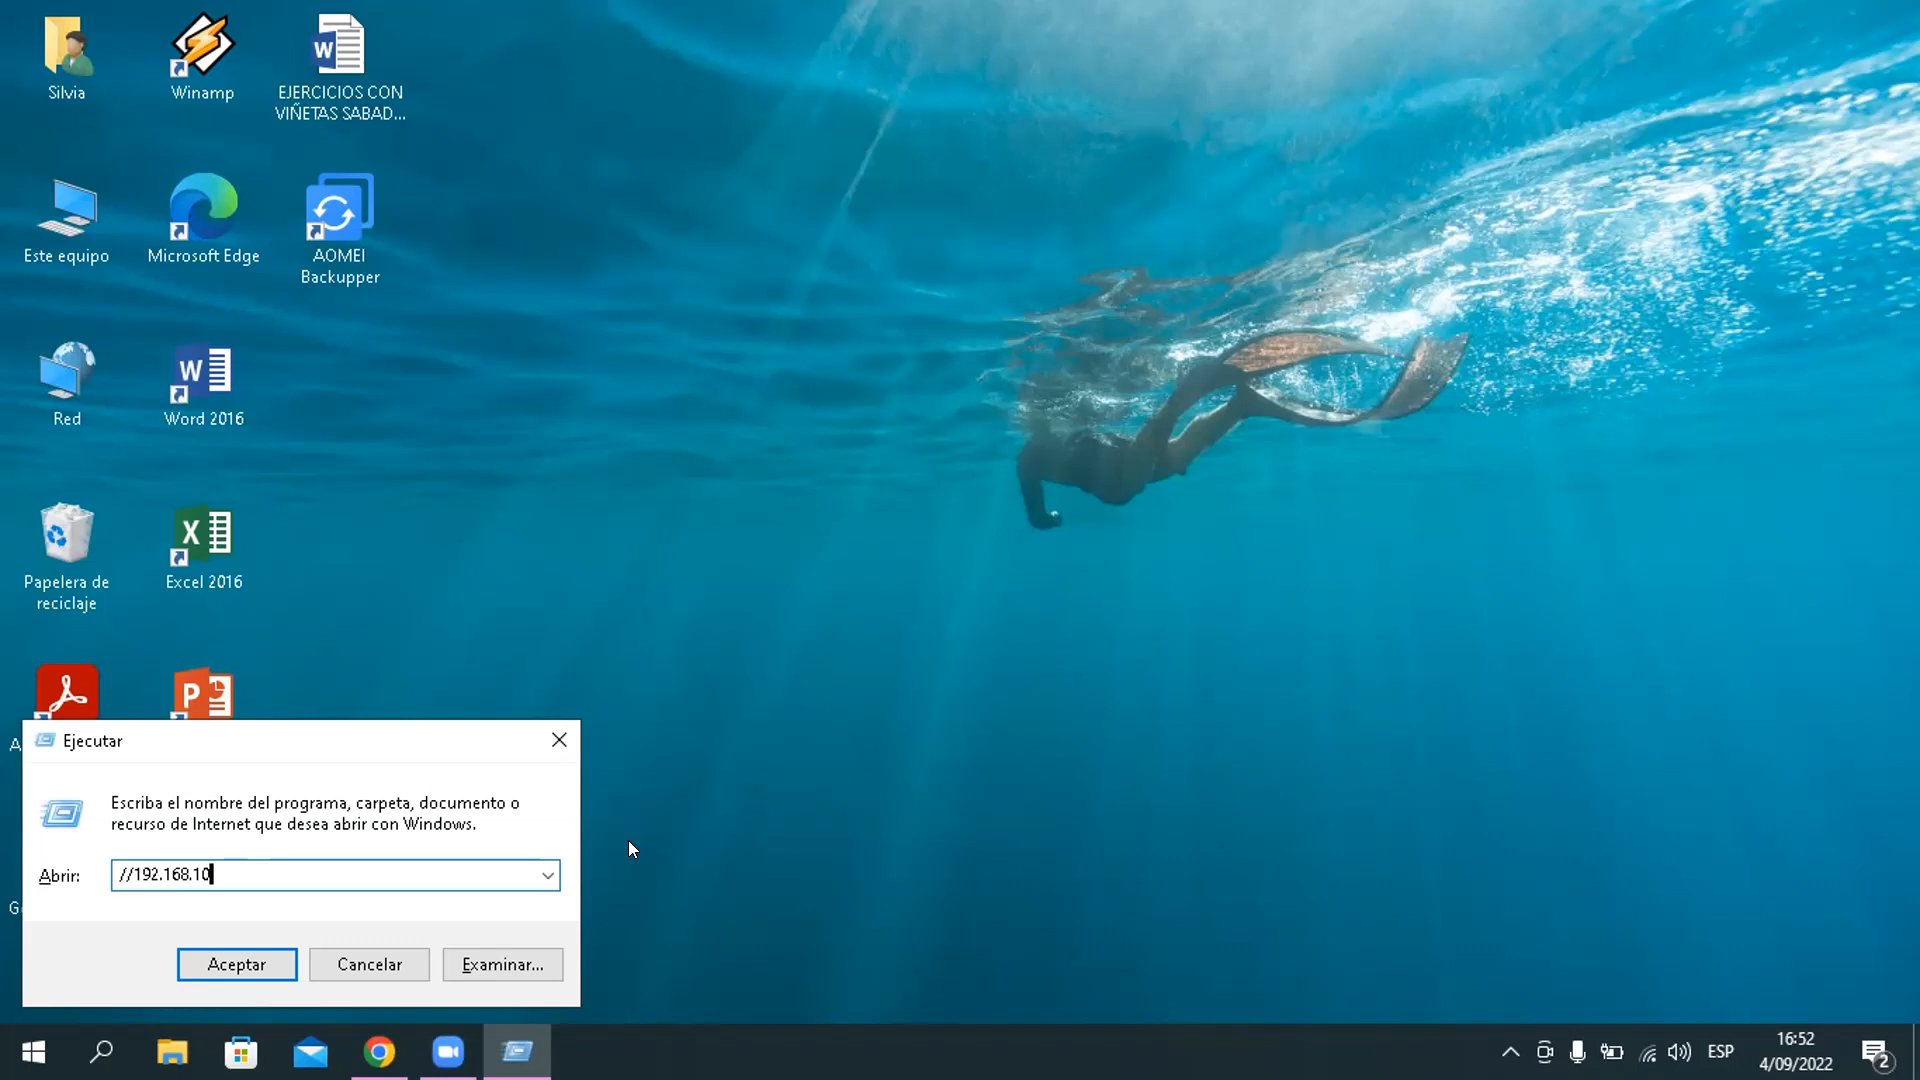 Silvia
Winamp
EJERCICIOS CON
VIÑETAS SABAD...
Este equipo
Microsoft Edge
AOMEI
Backupper
Red
Word 2016
Papelera de
reciclaje
Excel 2016
Ejecutar
Escriba el nombre del programa, carpeta, documento o
recurso de Internet que desea abrir con Windows.
Abrir:
//192.168.10
Aceptar
Cancelar
Examinar...
ESP
16:52
4/09/2022
2